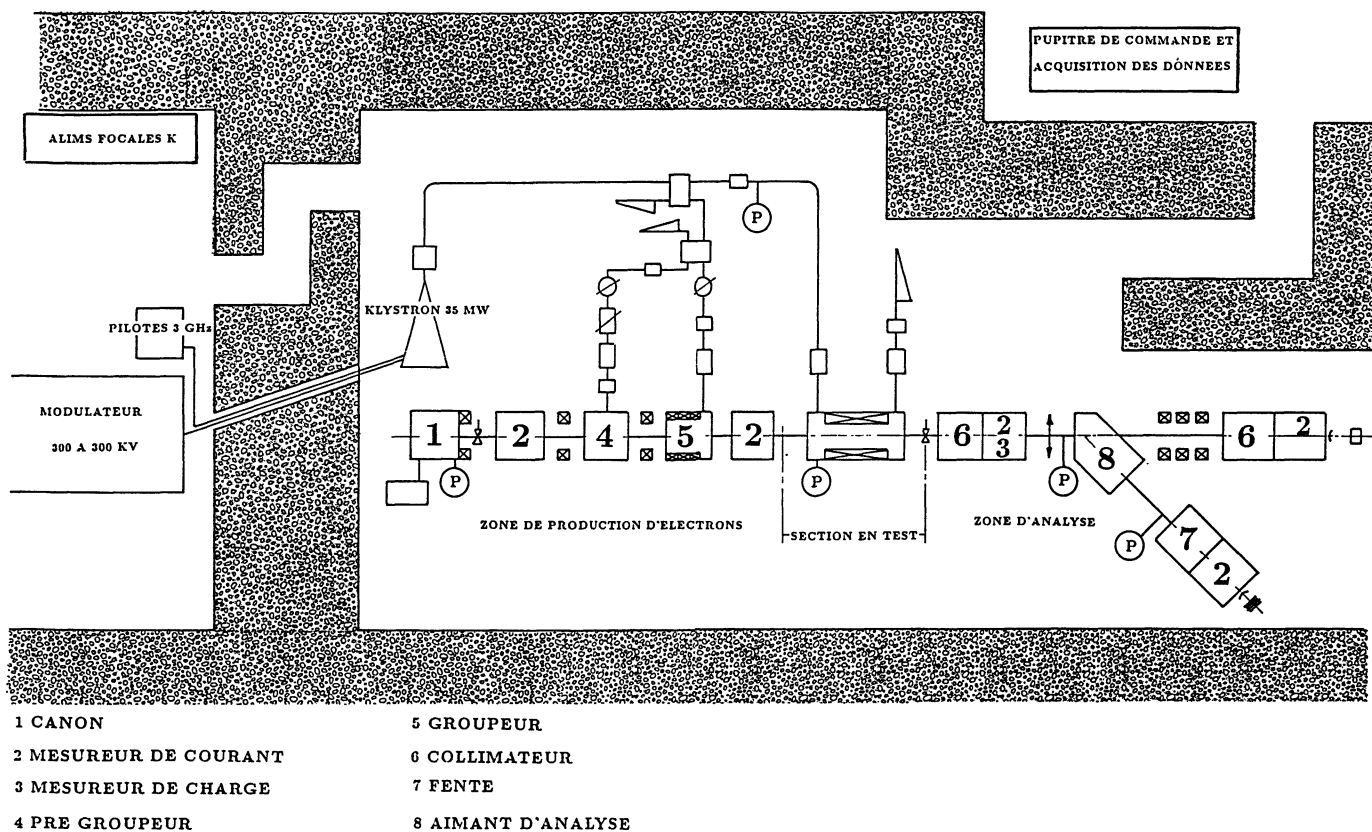 PUPITRE DE COMMANDE ET
ACQUISITION DES DÓNNEES
ALIMS FOCALES K
P
PILOTES 3 GHz
KLYSTRON 35 MW
MODULATEUR
300 A 300 KV
1
2
4
5
2
6
2
3
8
6
2
P
P
P
ZONE DE PRODUCTION D'ELECTRONS
SECTION EN TEST
ZONE D'ANALYSE
P
7
2
1 CANON
2 MESUREUR DE COURANT
3 MESUREUR DE CHARGE
4 PRE GROUPEUR
5 GROUPEUR
6 COLLIMATEUR
7 FENTE
8 AIMANT D'ANALYSE